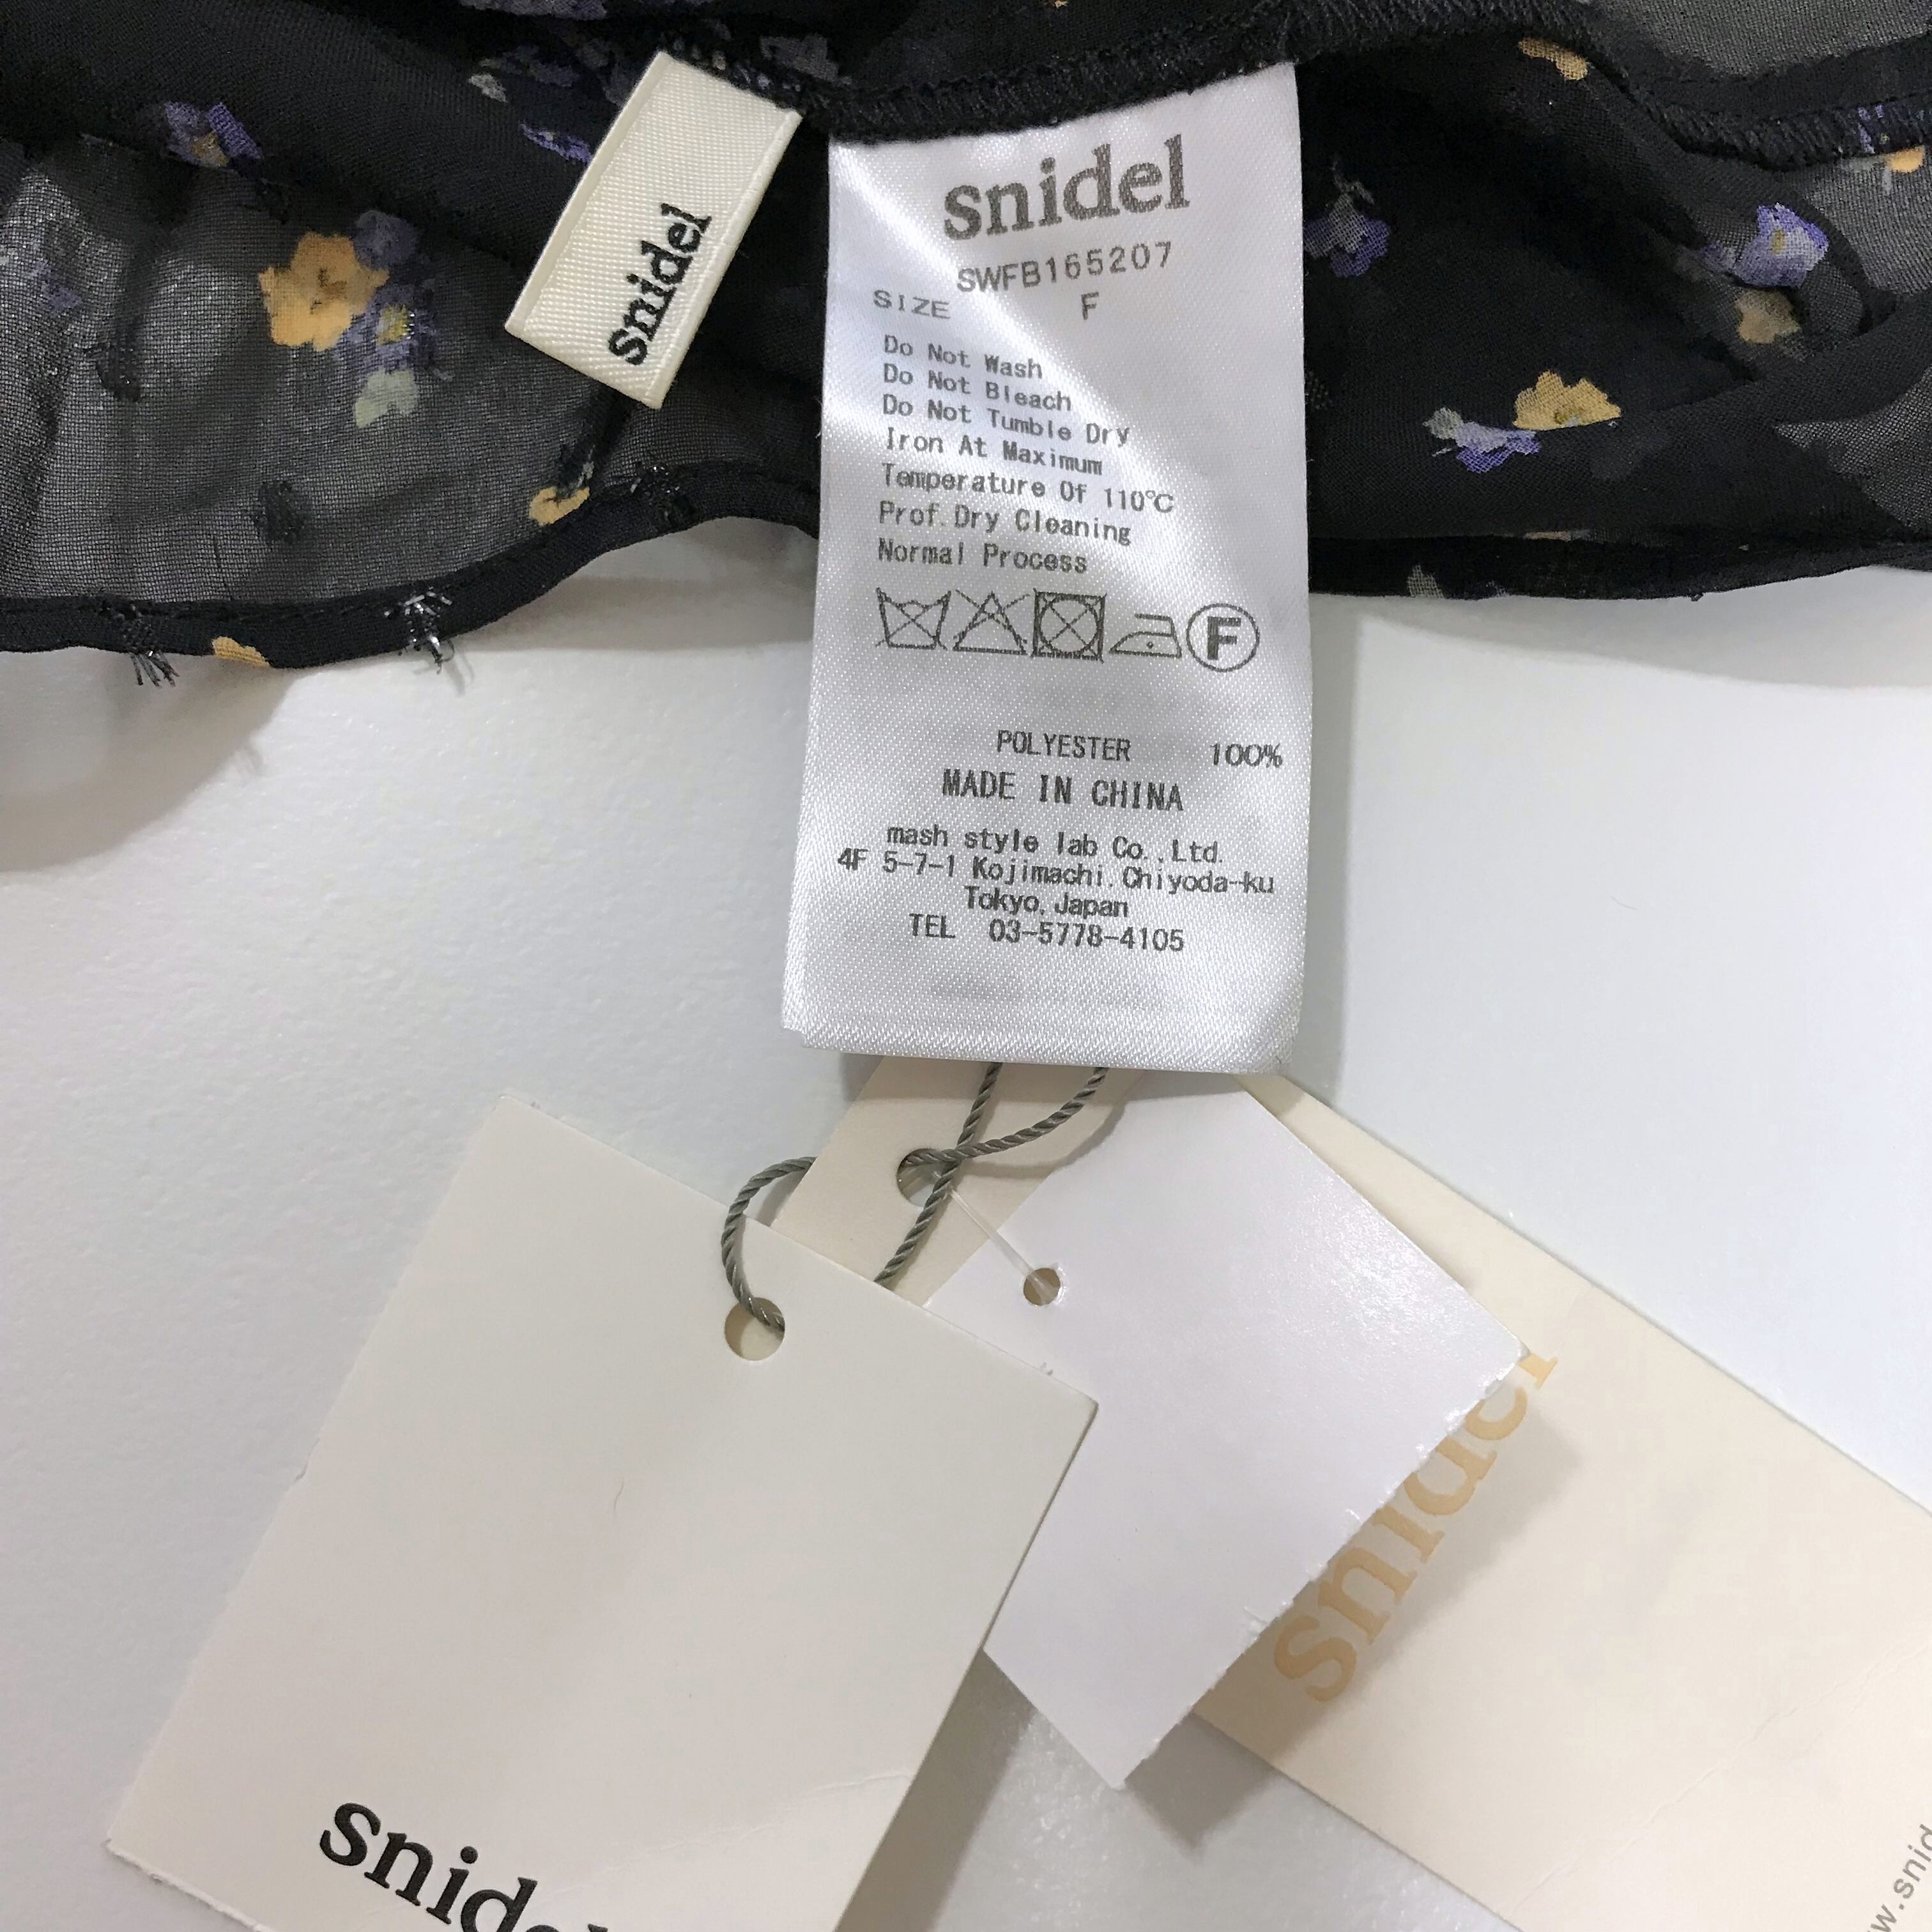 snidel
snidel
SWFB165207
SIZE F
Do Not Wash
Do Not Bleach
Do Not Tumble Dry
Iron At Maximum
Temperature Of 110℃
Prof.Dry Cleaning
Normal Process
F
POLYESTER 100%
MADE IN CHINA
mash style lab Co.,Ltd.
4F 5-7-1 Kojimachi.Chiyoda-ku
Tokyo,Japan
TEL 03-5778-4105
snidel
snidel
w.snid